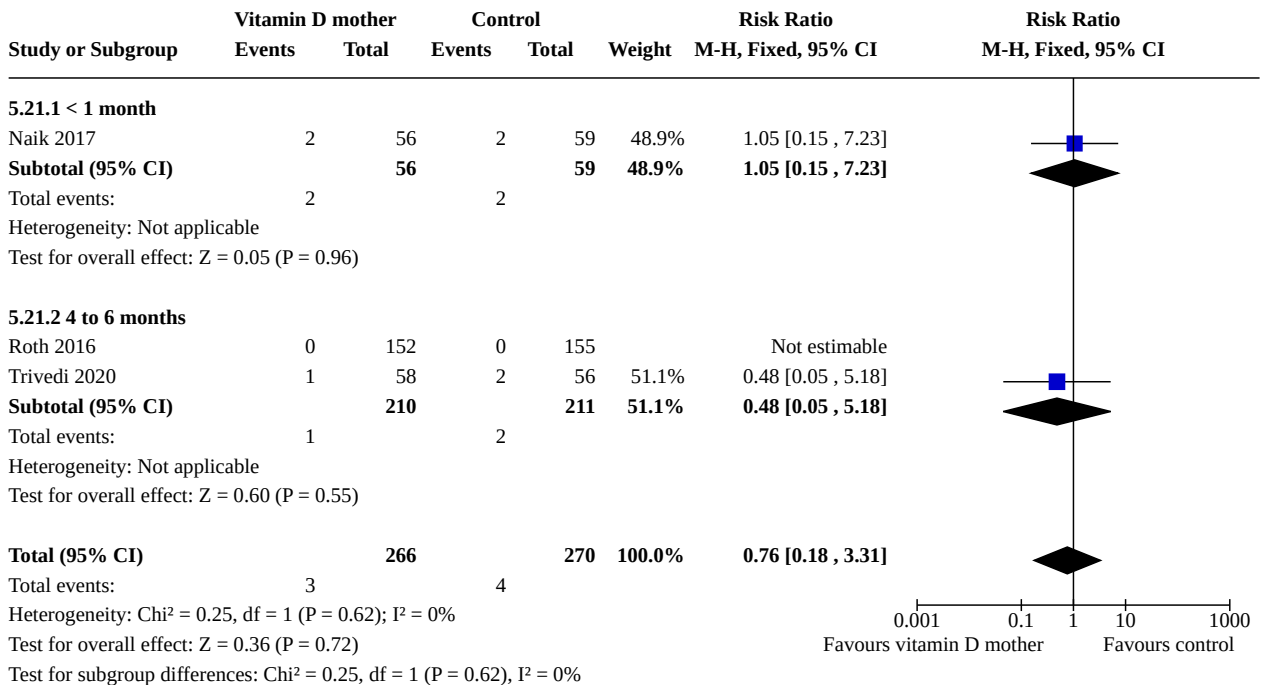 Vitamin D mother Control Risk Ratio Risk Ratio
Study or Subgroup Events Total Events Total Weight M-H, Fixed, 95% CI M-H, Fixed, 95% CI
5.21.1 < 1 month
Naik 2017 2 56 2 59 48.9% 1.05 [0.15 , 7.23]
Subtotal (95% CI) 56 59 48.9% 1.05 [0.15 , 7.23]
Total events: 2 2
Heterogeneity: Not applicable
Test for overall effect: Z = 0.05 (P = 0.96)
5.21.2 4 to 6 months
Roth 2016 0 152 0 155 Not estimable
Trivedi 2020 1 58 2 56 51.1% 0.48 [0.05 , 5.18]
Subtotal (95% CI) 210 211 51.1% 0.48 [0.05 , 5.18]
Total events: 1 2
Heterogeneity: Not applicable
Test for overall effect: Z = 0.60 (P = 0.55)
Total (95% CI) 266 270 100.0% 0.76 [0.18 , 3.31]
Total events: 3 4
Heterogeneity: Chi² = 0.25, df = 1 (P = 0.62); I² = 0%
0.001 0.1 1 10 1000
Test for overall effect: Z = 0.36 (P = 0.72)
Favours vitamin D mother Favours control
Test for subgroup differences: Chi² = 0.25, df = 1 (P = 0.62), I² = 0%